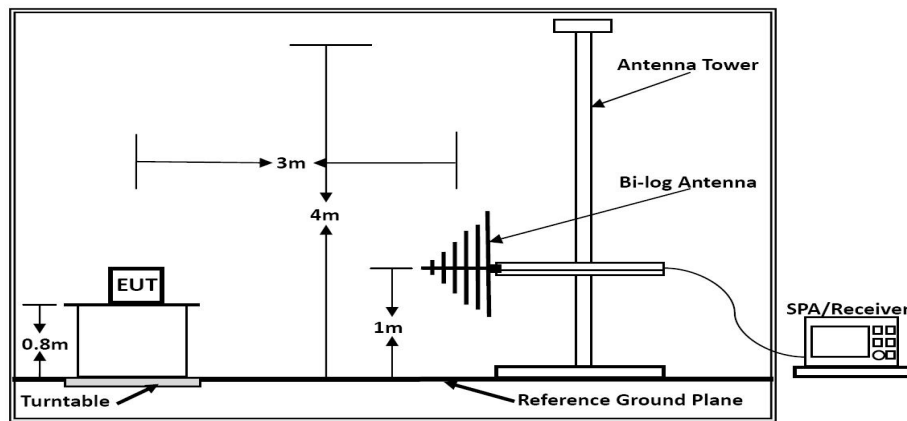 Antenna Tower
3m
Bi-log Antenna
4m
EUT
SPA/Receiver
0.8m
1m
Turntable
Reference Ground Plane